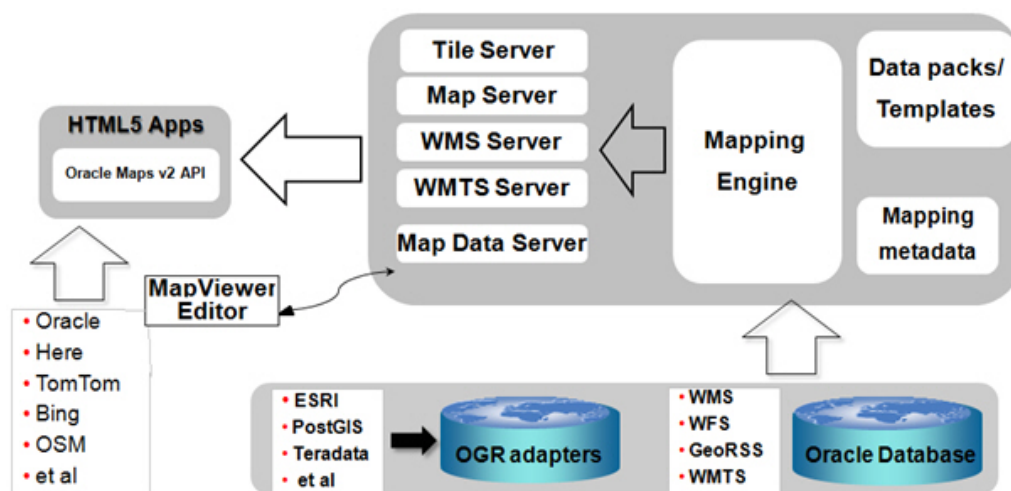 HTML5 Apps
Oracle Maps v2 API
Tile Server
Map Server
WMS Server
WMTS Server
Map Data Server
Mapping
Engine
Data packs/
Templates
Mapping
metadata
MapViewer
Editor
• Oracle
• Here
• TomTom
• Bing
• OSM
• et al
• ESRI
• PostGIS
• Teradata
• et al
OGR adapters
• WMS
• WFS
• GeoRSS
• WMTS
Oracle Database